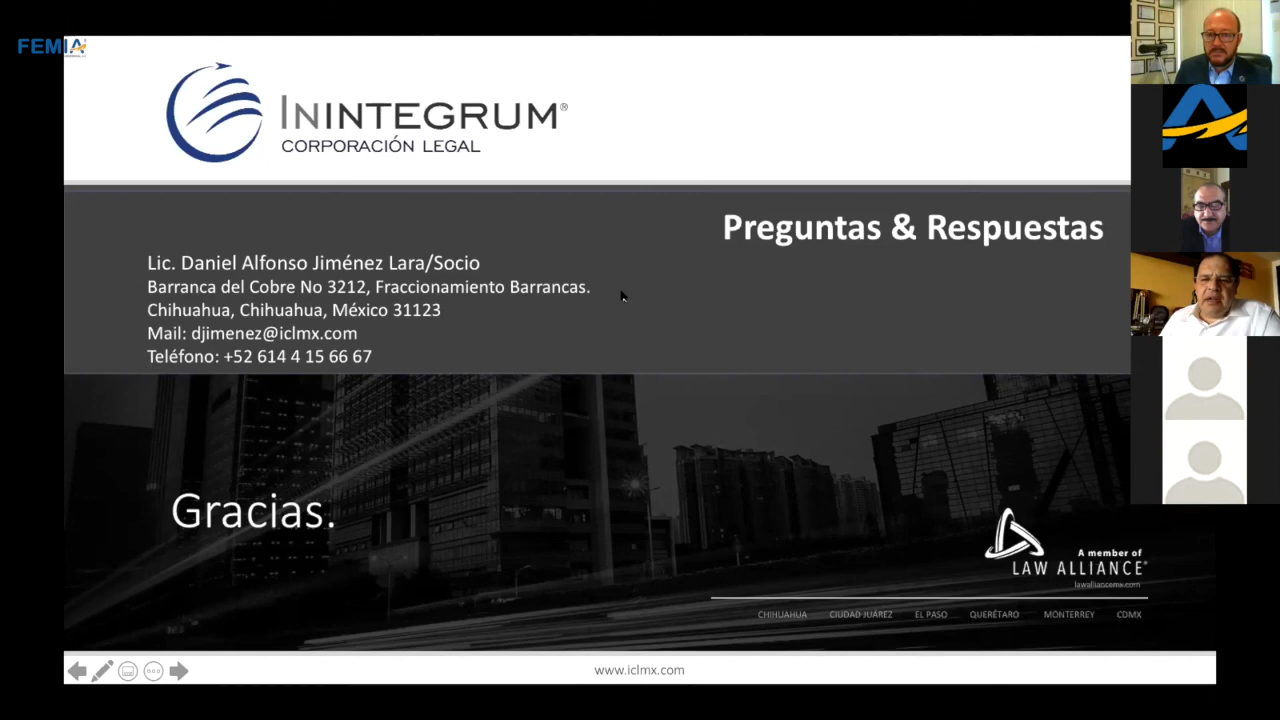 FEMIA
ININTEGRUM®
CORPORACIÓN LEGAL
Preguntas & Respuestas
Lic. Daniel Alfonso Jiménez Lara/Socio
Barranca del Cobre No 3212, Fraccionamiento Barrancas.
Chihuahua, Chihuahua, México 31123
Mail: djimenez@iclmx.com
Teléfono: +52 614 4 15 66 67
Gracias.
A member of
LAW ALLIANCE®
lawalliancemx.com
CHIHUAHUA CIUDAD JUÁREZ EL PASO QUERÉTARO MONTERREY CDMX
www.iclmx.com